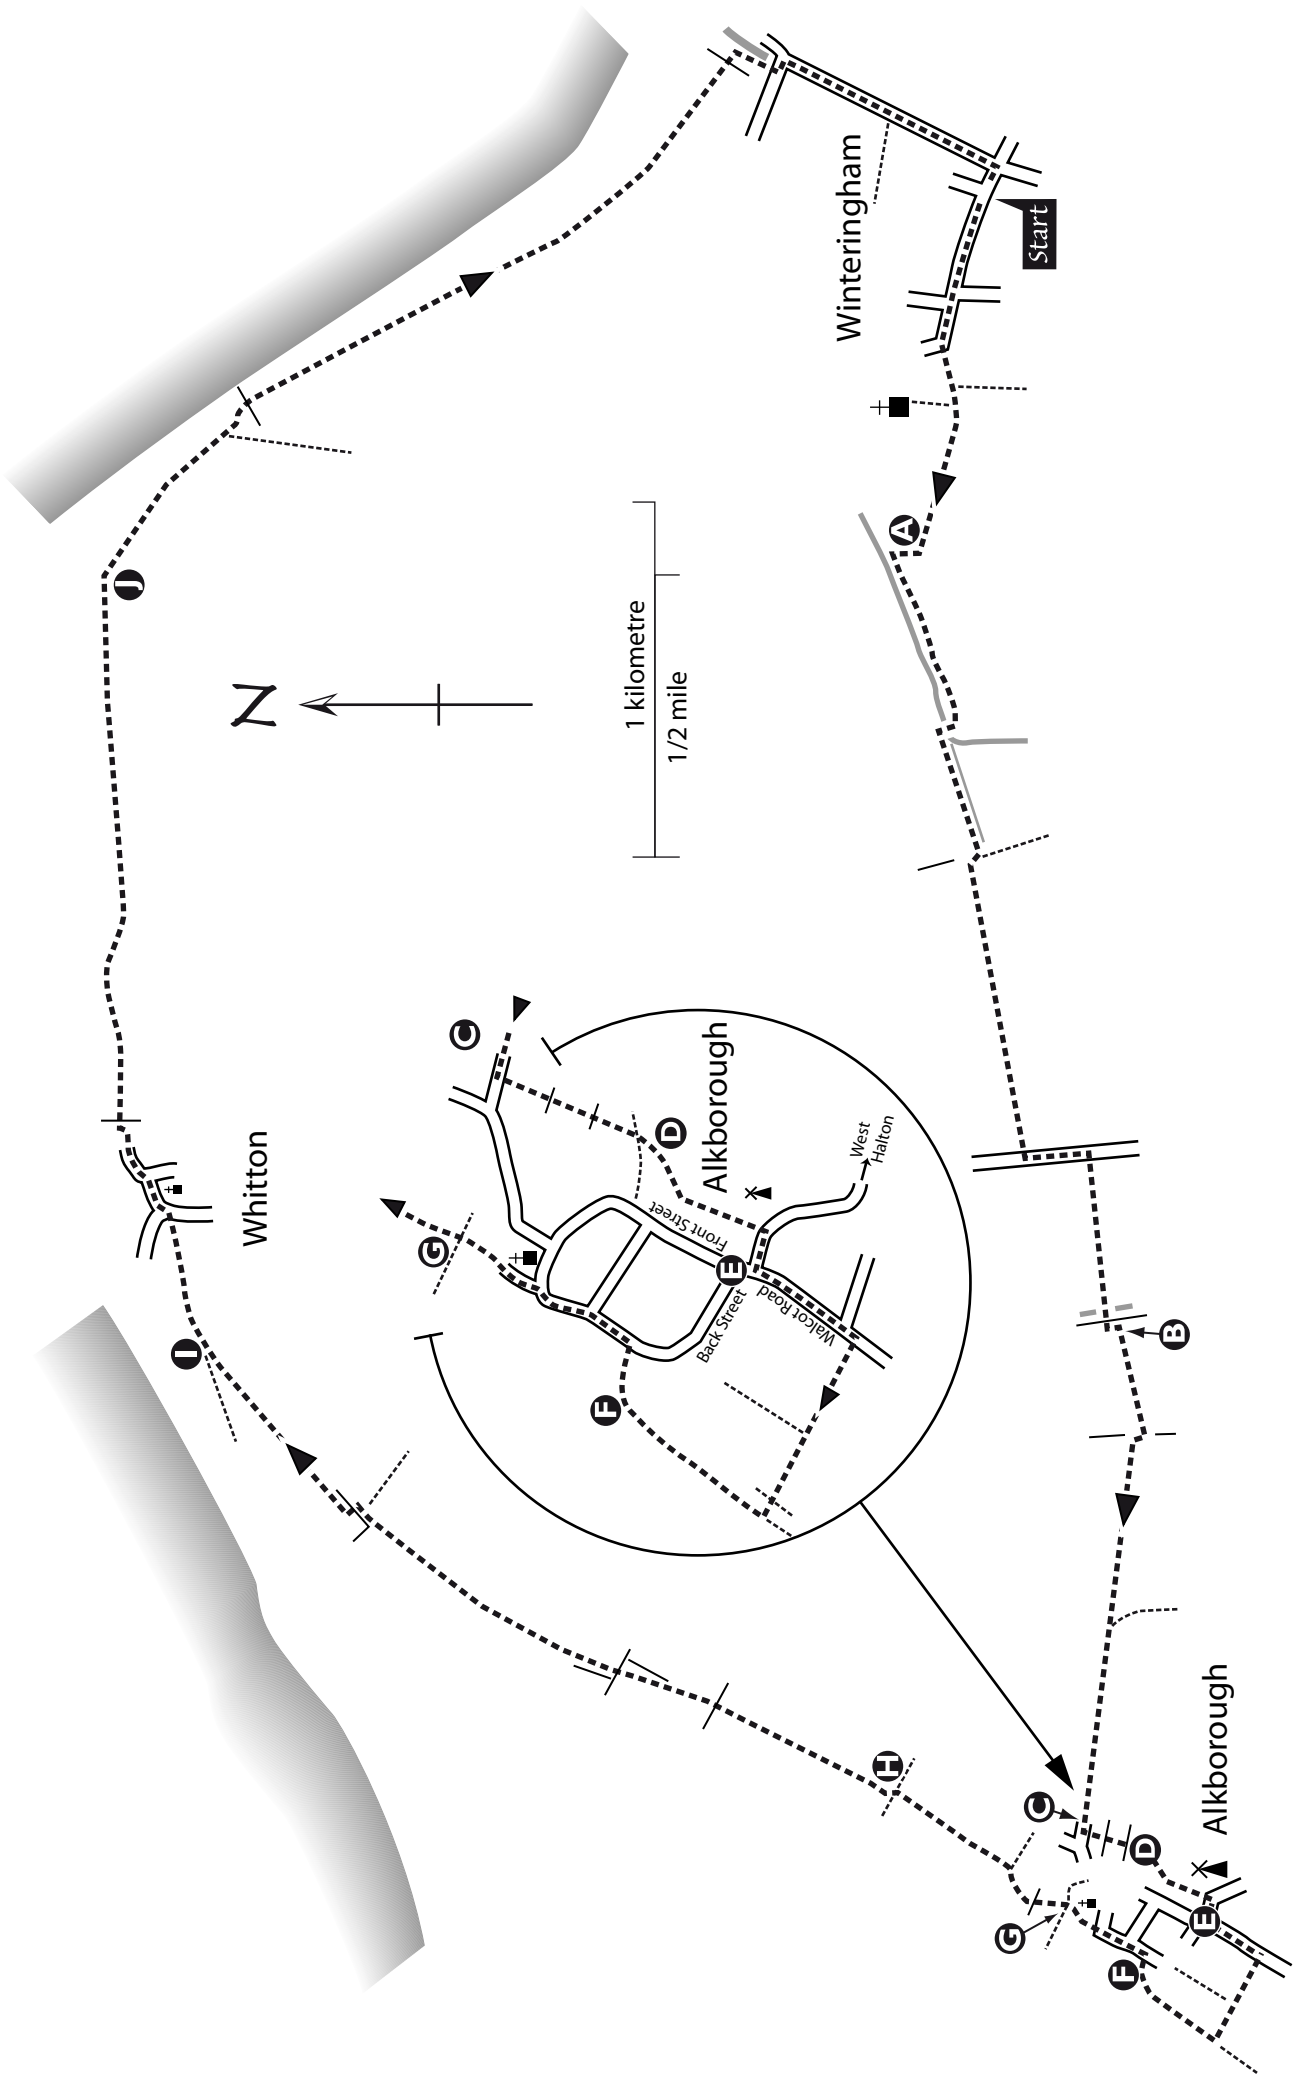 J
N
Whitton
I
1 kilometre
1/2 mile
Winteringham
Start
A
C
G
D
Alkborough
Front Street
West
Halton
E
Back Street
Walcot Road
F
B
H
C
D
Alkborough
G
E
F